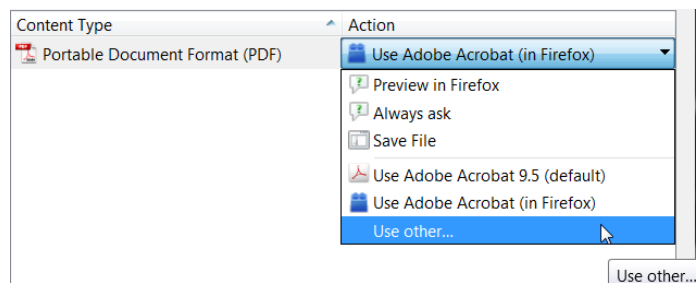 Content Type Action
Portable Document Format (PDF) Use Adobe Acrobat (in Firefox)
Preview in Firefox
Always ask
Save File
Use Adobe Acrobat 9.5 (default)
Use Adobe Acrobat (in Firefox)
Use other...
Use other...